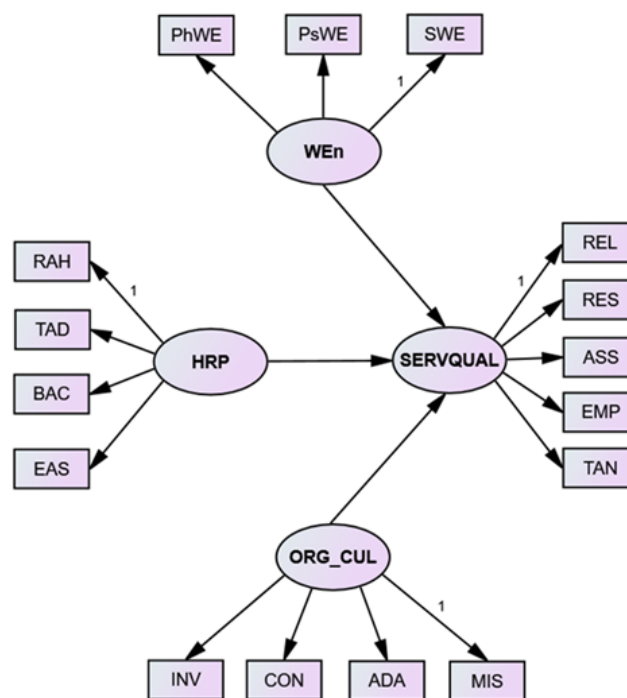 PhWE
PsWE
SWE
1
WEn
RAH
1
TAD
BAC
EAS
HRP
SERVQUAL
1
REL
RES
ASS
EMP
TAN
ORG_CUL
1
INV
CON
ADA
MIS